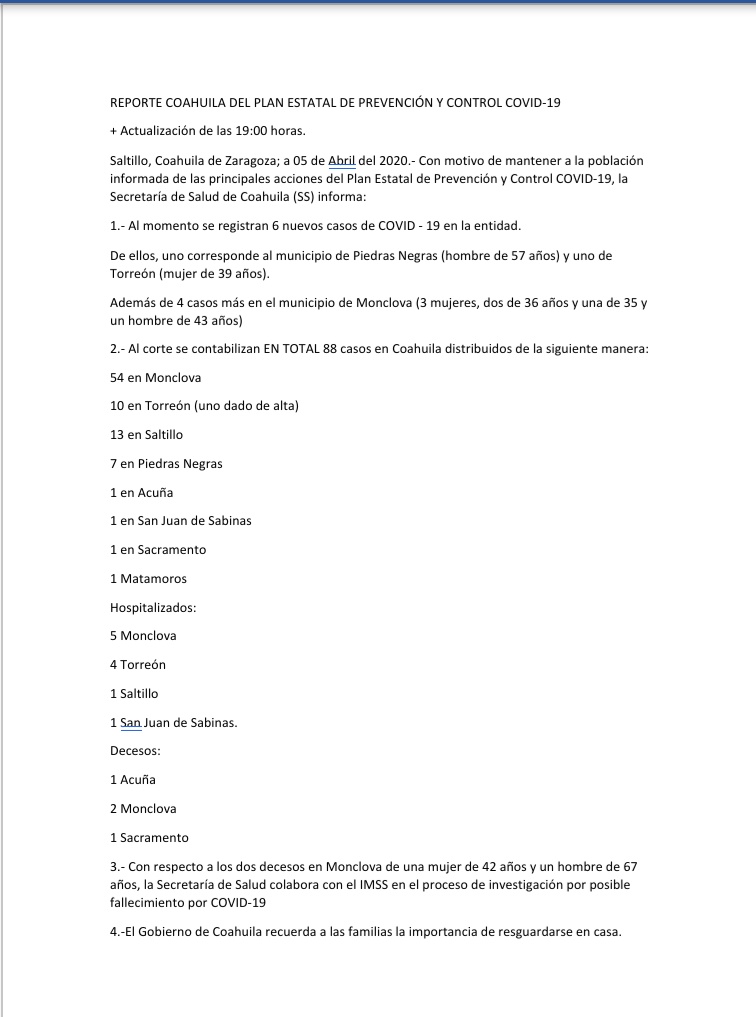 REPORTE COAHUILA DEL PLAN ESTATAL DE PREVENCIÓN Y CONTROL COVID-19
+ Actualización de las 19:00 horas.
Saltillo, Coahuila de Zaragoza; a 05 de Abril del 2020.- Con motivo de mantener a la población
informada de las principales acciones del Plan Estatal de Prevención y Control COVID-19, la
Secretaría de Salud de Coahuila (SS) informa:
1.- Al momento se registran 6 nuevos casos de COVID - 19 en la entidad.
De ellos, uno corresponde al municipio de Piedras Negras (hombre de 57 años) y uno de
Torreón (mujer de 39 años).
Además de 4 casos más en el municipio de Monclova (3 mujeres, dos de 36 años y una de 35 y
un hombre de 43 años)
2.- Al corte se contabilizan EN TOTAL 88 casos en Coahuila distribuidos de la siguiente manera:
54 en Monclova
10 en Torreón (uno dado de alta)
13 en Saltillo
7 en Piedras Negras
1 en Acuña
1 en San Juan de Sabinas
1 en Sacramento
1 Matamoros
Hospitalizados:
5 Monclova
4 Torreón
1 Saltillo
1 San Juan de Sabinas.
Decesos:
1 Acuña
2 Monclova
1 Sacramento
3.- Con respecto a los dos decesos en Monclova de una mujer de 42 años y un hombre de 67
años, la Secretaría de Salud colabora con el IMSS en el proceso de investigación por posible
fallecimiento por COVID-19
4.-El Gobierno de Coahuila recuerda a las familias la importancia de resguardarse en casa.